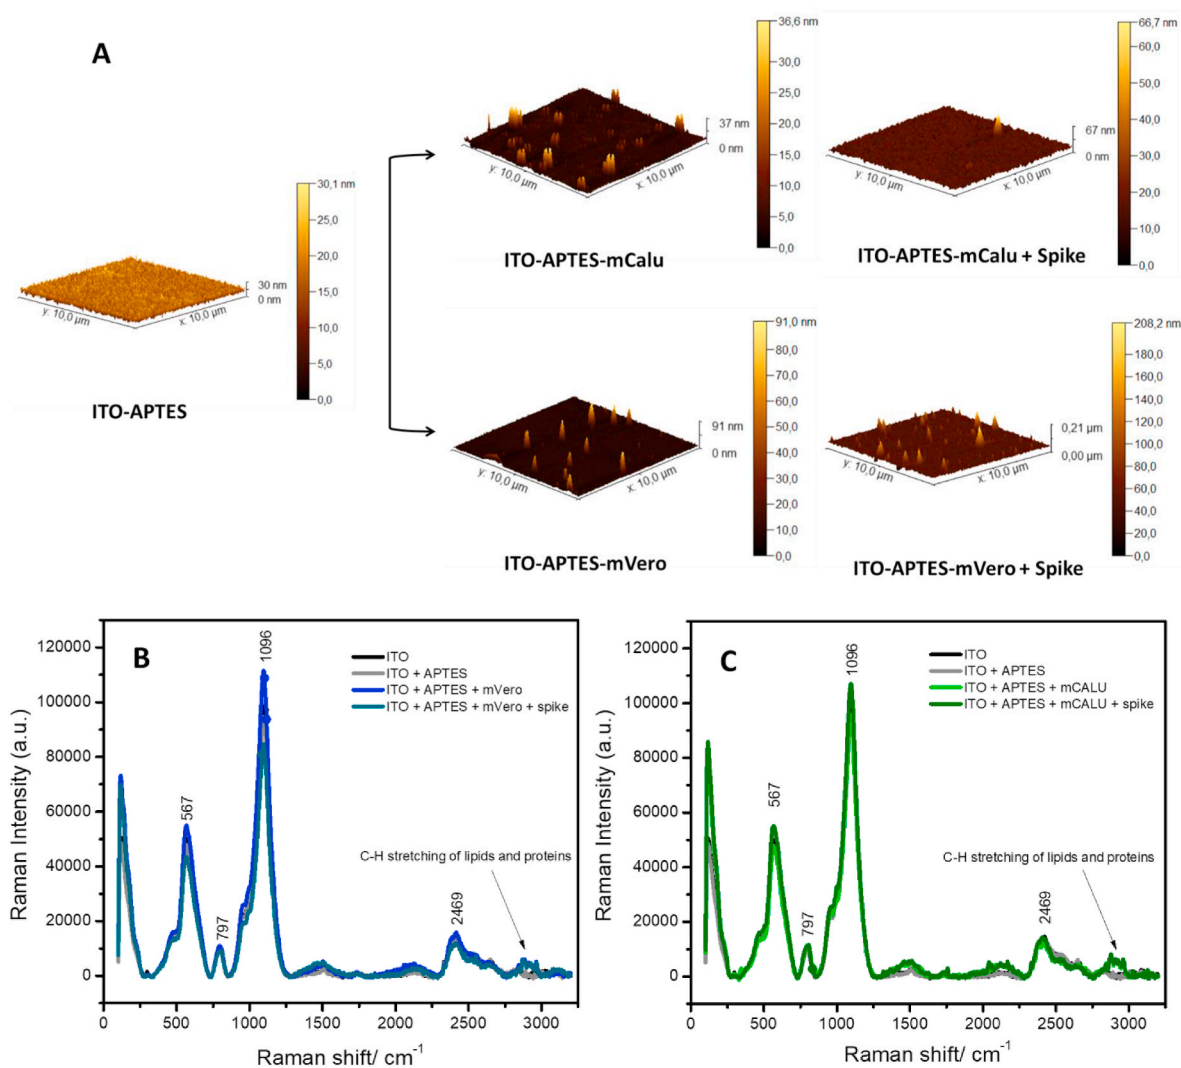 A
30,1 nm
25,0
20,0
15,0
10,0
5,0
0,0
30 nm
0 nm
y: 10,0 µm
x: 10,0 µm
ITO-APTES
36,6 nm
30,0
25,0
20,0
15,0
10,0
5,0
0,0
37 nm
0 nm
y: 10,0 µm
x: 10,0 µm
ITO-APTES-mCalu
66,7 nm
60,0
50,0
40,0
30,0
20,0
10,0
0,0
67 nm
0 nm
y: 10,0 µm
x: 10,0 µm
ITO-APTES-mCalu + Spike
91,0 nm
80,0
70,0
60,0
50,0
40,0
30,0
20,0
10,0
0,0
91 nm
0 nm
y: 10,0 µm
x: 10,0 µm
ITO-APTES-mVero
208,2 nm
180,0
160,0
140,0
120,0
100,0
80,0
60,0
40,0
20,0
0,0
0,21 µm
0,00 µm
y: 10,0 µm
x: 10,0 µm
ITO-APTES-mVero + Spike
B
ITO
ITO + APTES
ITO + APTES + mVero
ITO + APTES + mVero + spike
1096
567
797
2469
C-H stretching of lipids and proteins
120000
100000
80000
60000
40000
20000
0
Raman Intensity (a.u.)
0 500 1000 1500 2000 2500 3000
Raman shift/ cm-1
C
ITO
ITO + APTES
ITO + APTES + mCALU
ITO + APTES + mCALU + spike
1096
567
797
2469
C-H stretching of lipids and proteins
120000
100000
80000
60000
40000
20000
0
Raman Intensity (a.u.)
0 500 1000 1500 2000 2500 3000
Raman shift/ cm-1